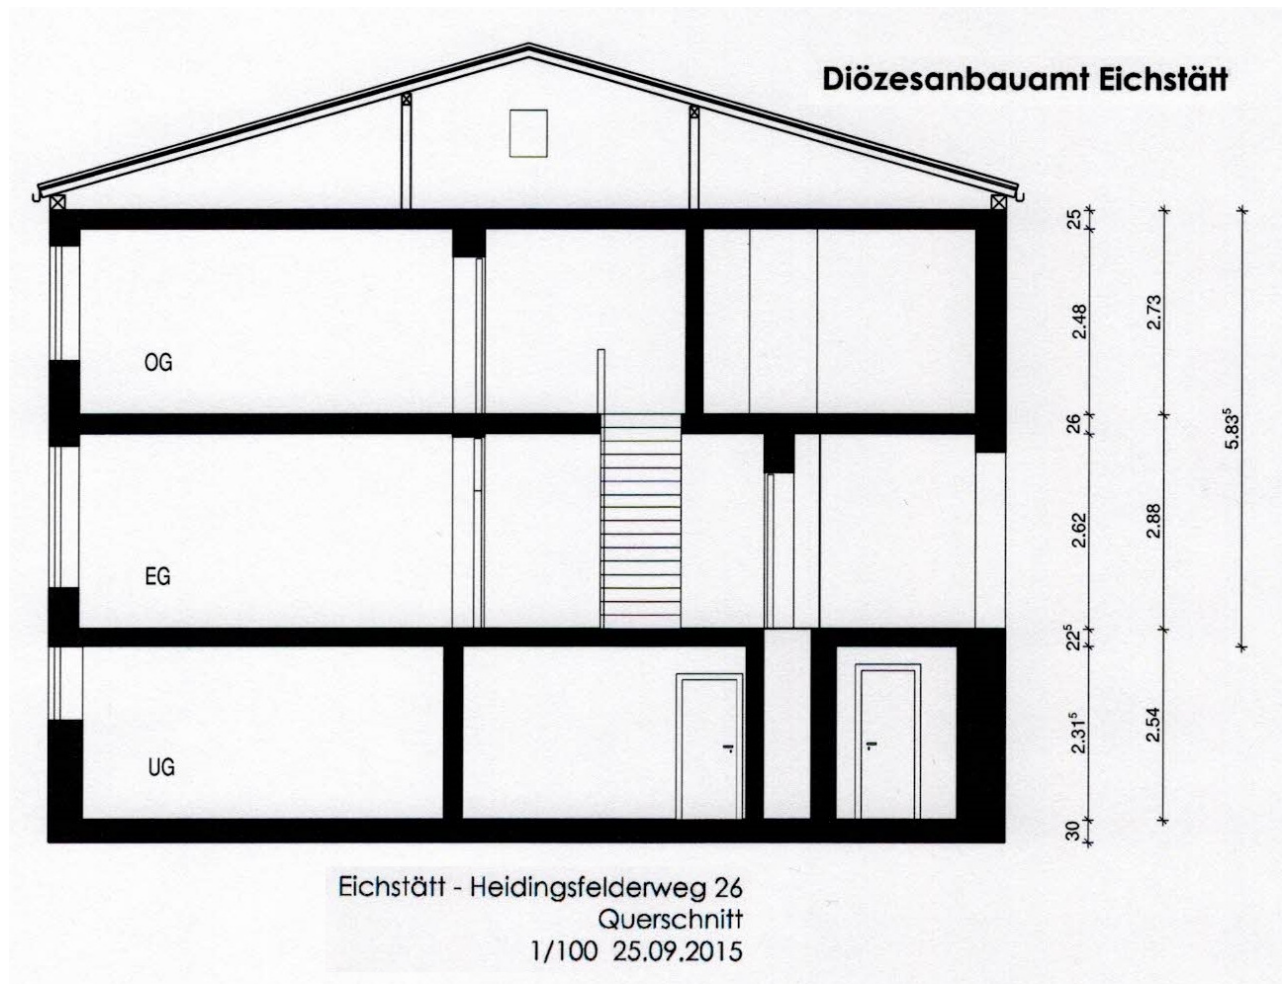 Diözesanbauamt Eichstätt
25
2.48
2.73
OG
26
5.83⁵
2.62
2.88
EG
22⁵
2.31⁵
2.54
UG
30
Eichstätt - Heidingsfelderweg 26
Querschnitt
1/100 25.09.2015